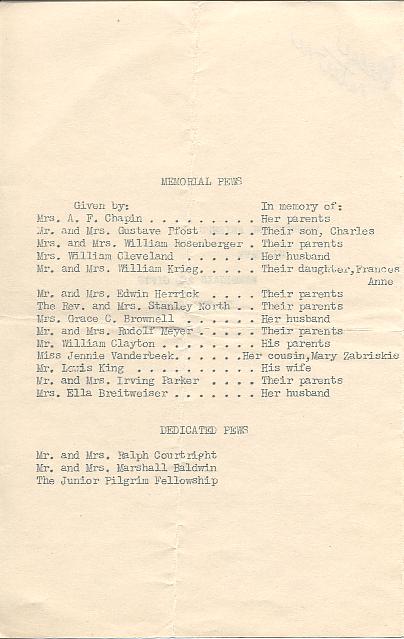 MEMORIAL PEWS
Given by: In memory of:
Mrs. A. F. Chapin . . . . . . . . . Her parents
Mr. and Mrs. Gustave Pfost . . . . Their son, Charles
Mrs. and Mrs. William Rosenberger . Their parents
Mrs. William Cleveland . . . . . . Her husband
Mr. and Mrs. William Krieg. . . . . Their daughter,Frances
Anne
Mr. and Mrs. Edwin Herrick . . . . Their parents
The Rev. and Mrs. Stanley North . . Their parents
Mrs. Grace C. Brownell . . . . . . Her husband
Mr. and Mrs. Rudolf Meyer . . . . . Their parents
Mr. William Clayton . . . . . . . . His parents
Miss Jennie Vanderbeek. . . . . . .Her cousin,Mary Zabriskie
Mr. Louis King . . . . . . . . . . His wife
Mr. and Mrs. Irving Parker . . . . Their parents
Mrs. Ella Breitweiser . . . . . . . Her husband
DEDICATED PEWS
Mr. and Mrs. Ralph Courtright
Mr. and Mrs. Marshall Baldwin
The Junior Pilgrim Fellowship